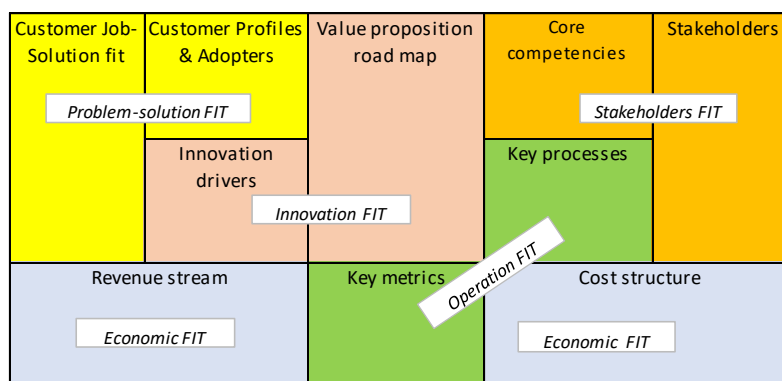 Customer Job-
Solution fit
Customer Profiles
& Adopters
Value proposition
road map
Core
competencies
Stakeholders
Problem-solution FIT
Stakeholders FIT
Innovation
drivers
Key processes
Innovation FIT
Operation FIT
Revenue stream
Key metrics
Cost structure
Economic FIT
Economic FIT